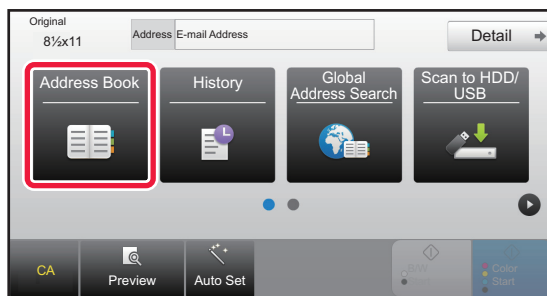 Original
8½x11
Address E-mail Address
Detail
Address Book
History
Global
Address Search
Scan to HDD/
USB
CA
Preview
Auto Set
B/W
Start
Color
Start